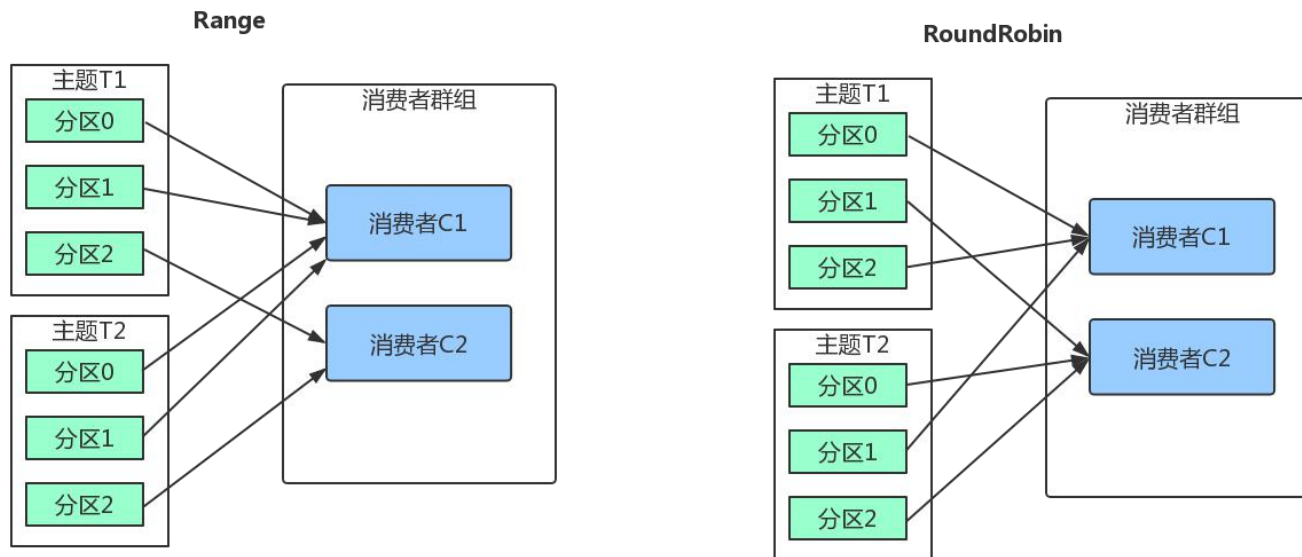 Range
主题T1
分区0
分区1
分区2
主题T2
分区0
分区1
分区2
消费者群组
消费者C1
消费者C2
RoundRobin
主题T1
分区0
分区1
分区2
主题T2
分区0
分区1
分区2
消费者群组
消费者C1
消费者C2